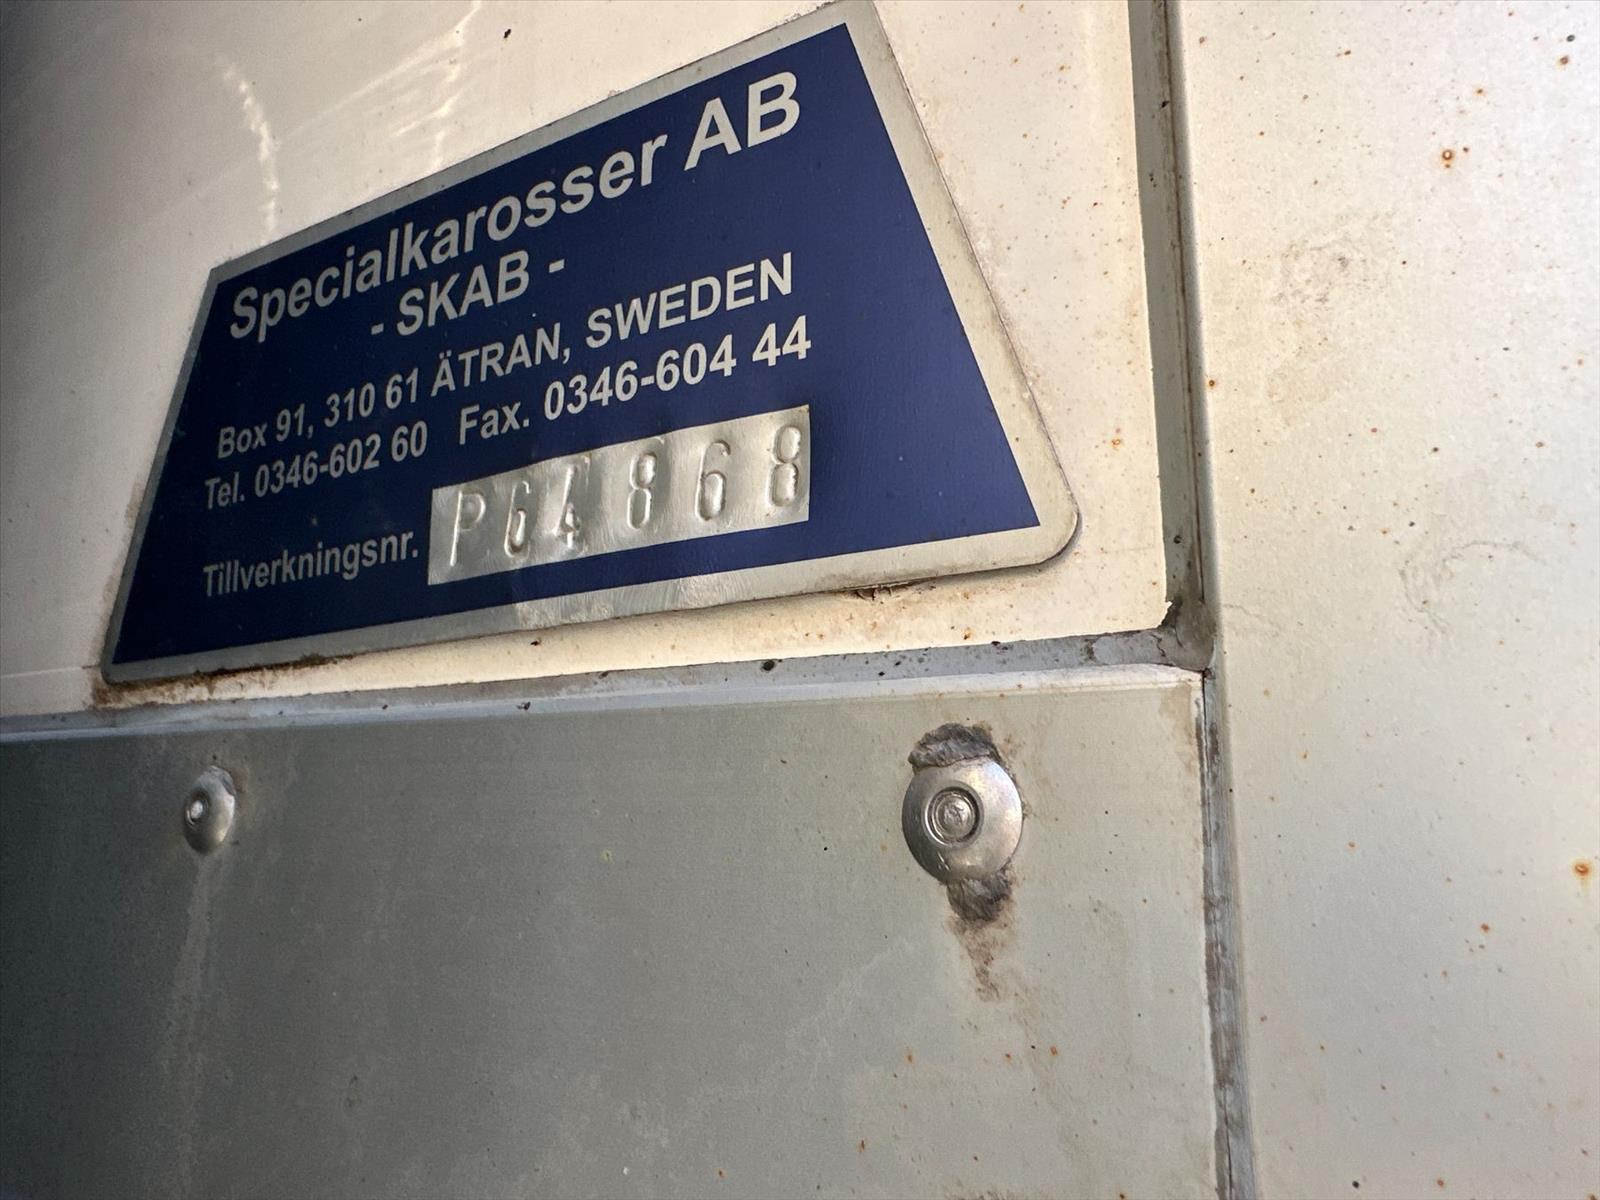 Specialkarosser AB
- SKAB -
Box 91, 310 61 ÄTRAN, SWEDEN
Tel. 0346-602 60 Fax. 0346-604 44
Tillverkningsnr. P64868